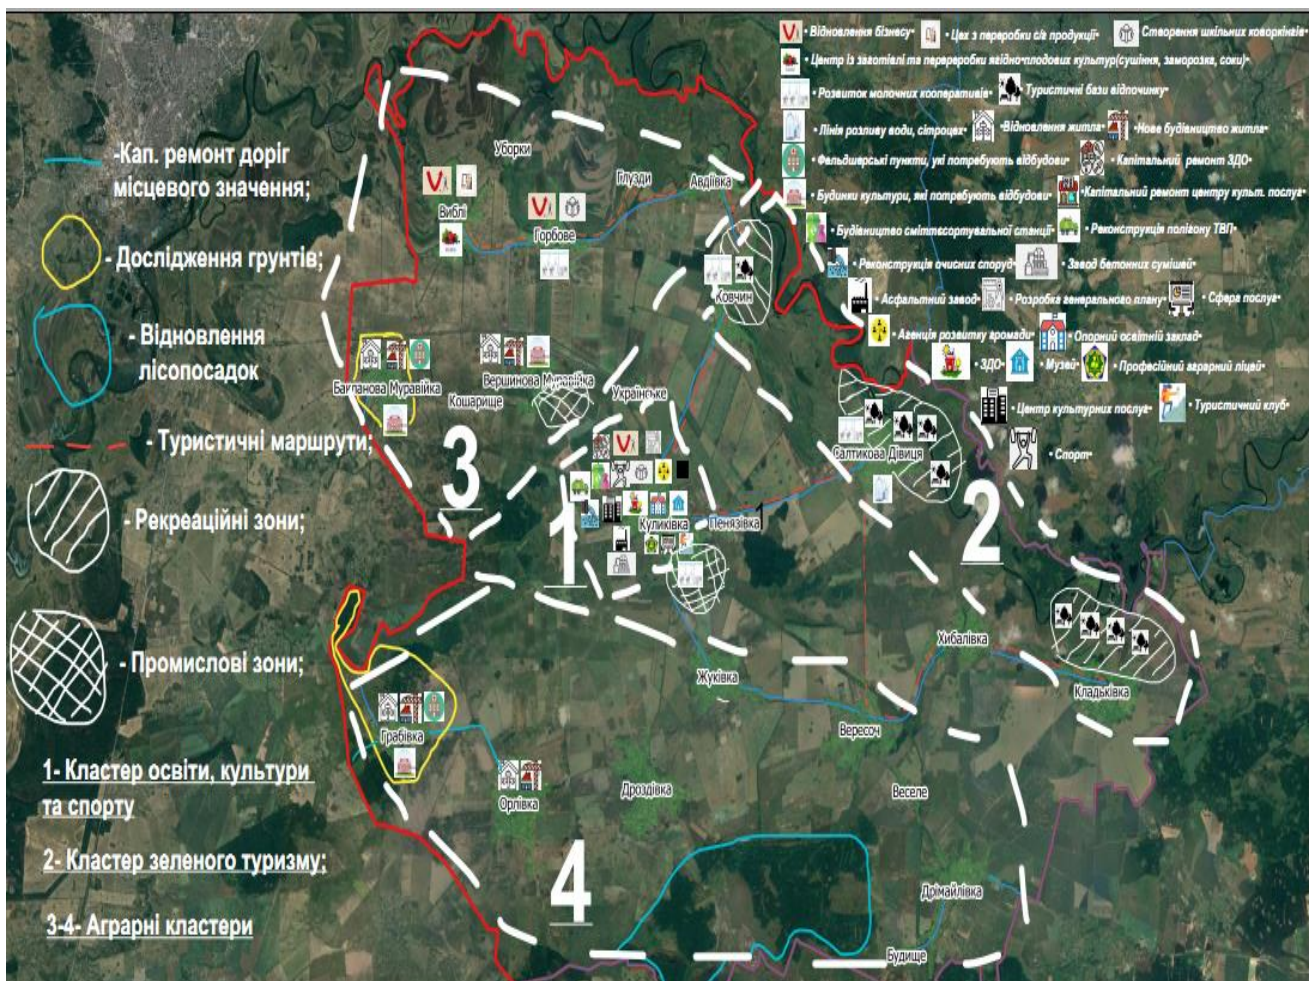 -Кап. ремонт доріг
місцевого значення;
- Дослідження грунтів;
- Відновлення
лісопосадок
- Туристичні маршрути;
- Рекреаційні зони;
- Промислові зони;
1- Кластер освіти, культури
та спорту
2- Кластер зеленого туризму;
3-4- Аграрні кластери
• Відновлення бізнесу• • Цех з переробки с/г продукції• • Створення шкільних коворкінгів•
• Центр із заготівлі та перереробки ягідно-плодових культур(сушіння, заморозка, соки)•
• Розвиток молочних кооперативів• • Туристичні бази відпочинку•
• Лінія розливу води, сітроцех• • Відновлення житла• • Нове будівництво житла•
• Фельдшерські пункти, які потребують відбудови• • Капітальний ремонт ЗДО•
• Будинки культури, які потребують відбудови• • Капітальний ремонт центру культ. послуг•
• Будівництво сміттєсортувальної станції• • Реконструкція полігону ТВП•
• Реконструкція очисних споруд• • Завод бетонних сумішей•
• Асфальтний завод• • Розробка генерального плану• • Сфера послуг•
• Агенція розвитку громади• • Опорний освітній заклад•
• ЗДО• • Музей• • Професійний аграрний ліцей•
• Центр культурних послуг• • Туристичний клуб•
• Спорт•
Уборки
Глузди
Авдіївка
Виблі
Горбове
Ковчин
Бакланова Муравійка
Вершинова Муравійка
Кошарище
Українське
3
Салтикова Дівиця
Куликівка
Пенязівка
1
2
Хибалівка
Жуківка
Кладьківка
Вересоч
Грабівка
Орлівка
Дроздівка
Веселе
4
Дрімайлівка
Будище